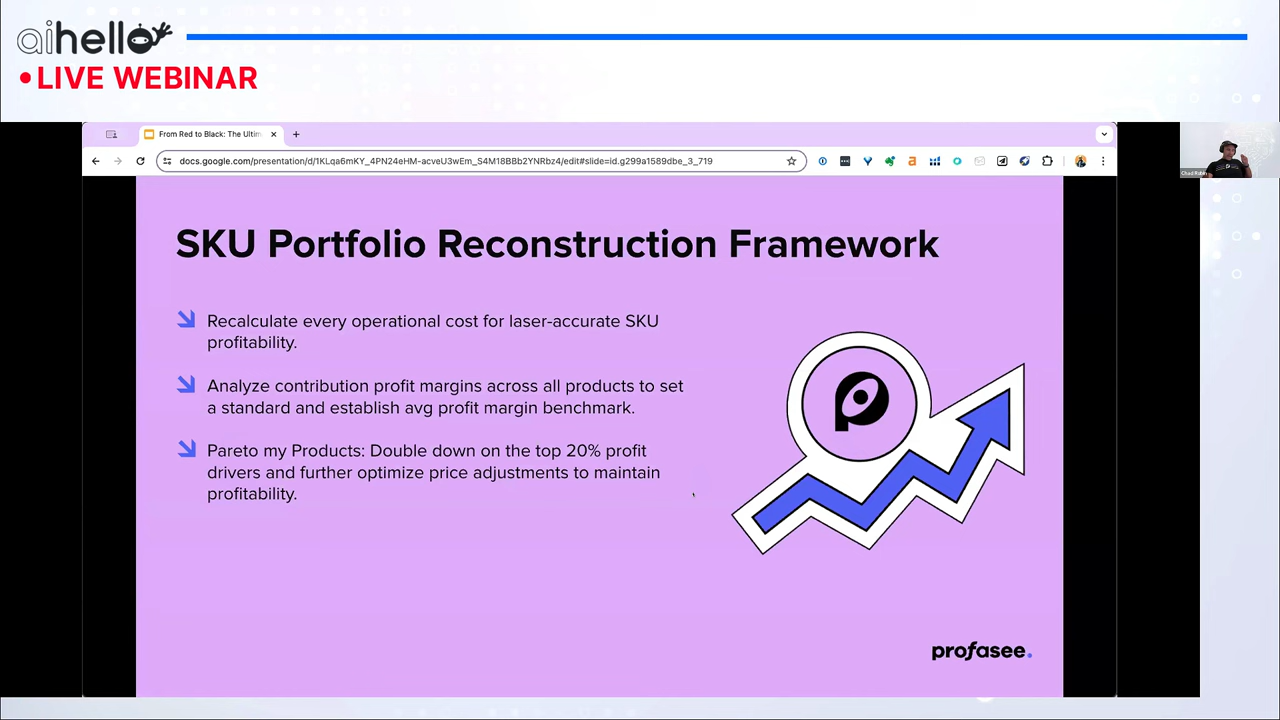 aihello
•LIVE WEBINAR
From Red to Black: The Ultim
docs.google.com/presentation/d/1KLqa6mKY_4PN24eHM-acveU3wEm_S4M18BBb2YNRbz4/edit#slide=id.g299a1589dbe_3_719
Chad Rubin
SKU Portfolio Reconstruction Framework
Recalculate every operational cost for laser-accurate SKU
profitability.
Analyze contribution profit margins across all products to set
a standard and establish avg profit margin benchmark.
Pareto my Products: Double down on the top 20% profit
drivers and further optimize price adjustments to maintain
profitability.
profasee.